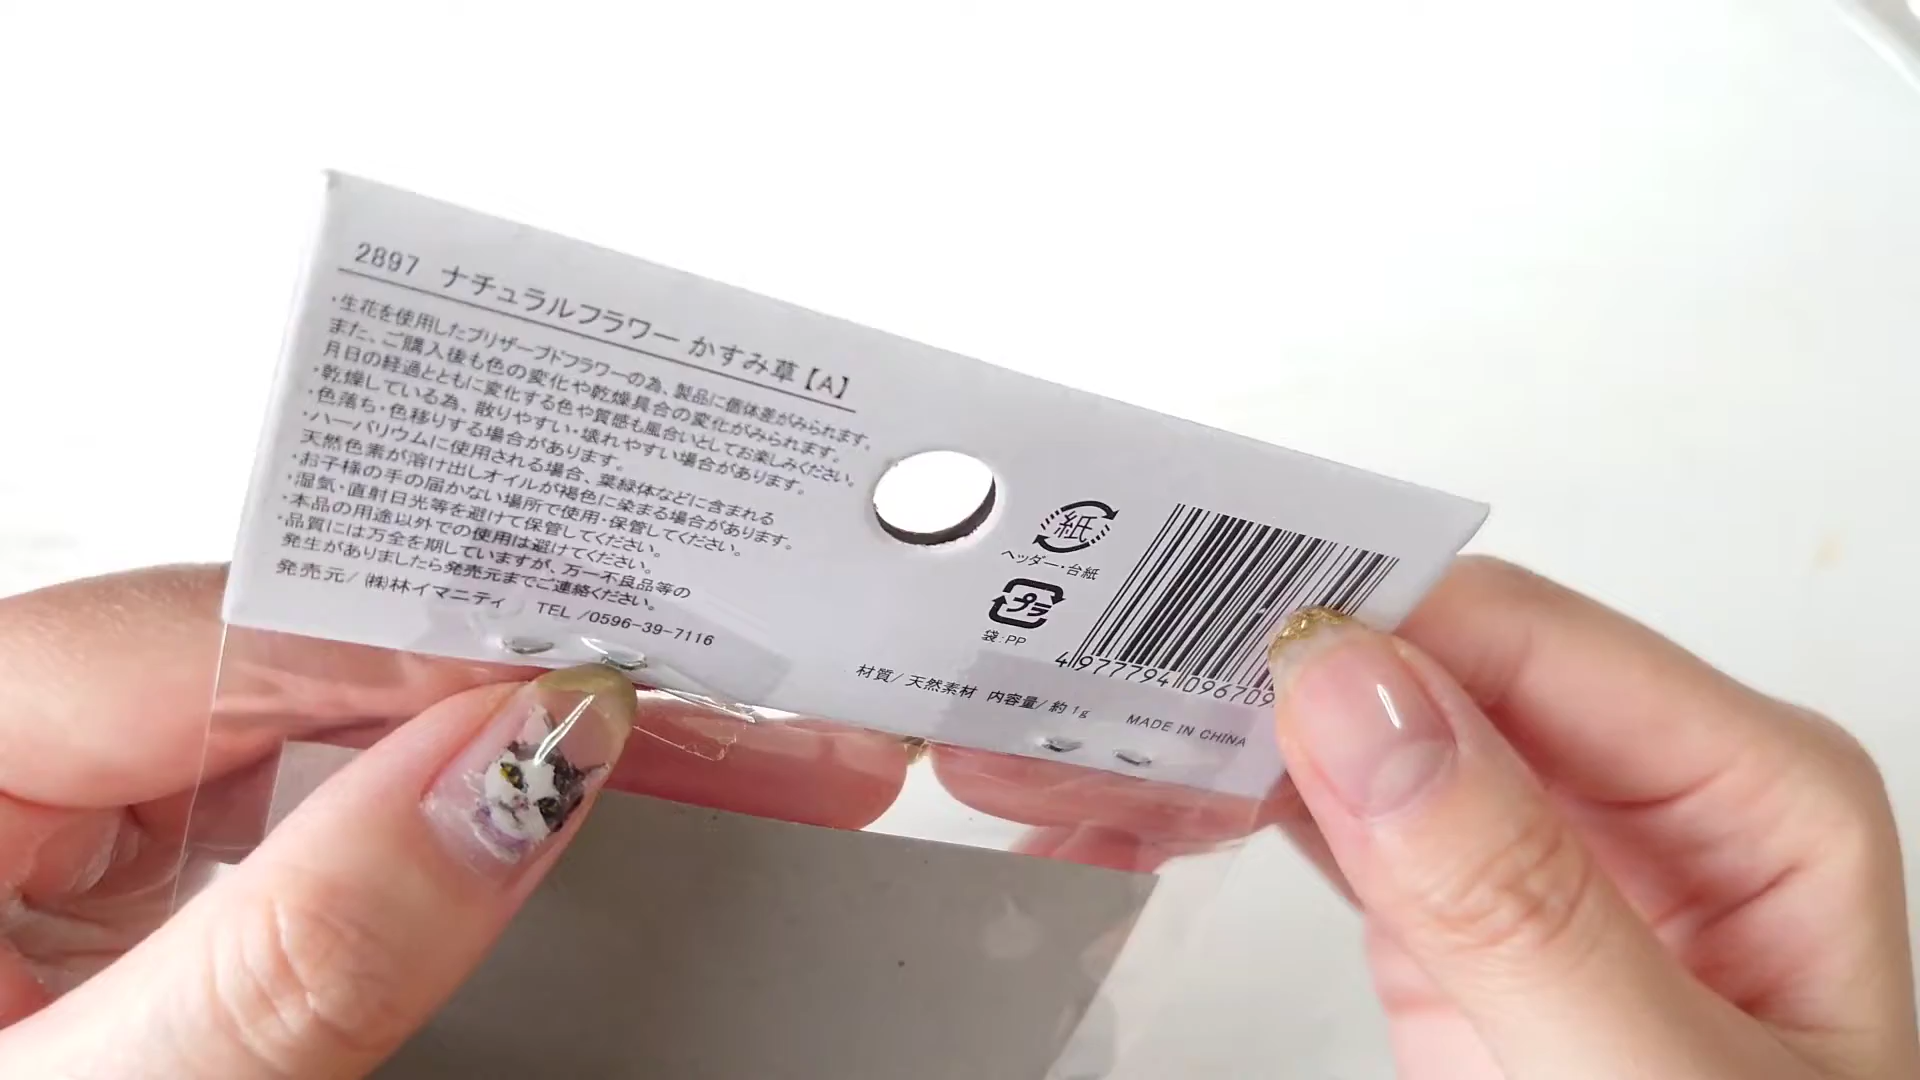 2897 ナチュラルフラワー かすみ草【A】
・生花を使用したプリザーブドフラワーの為、製品に個体差がみられます。
また、ご購入後も色の変化や乾燥具合の変化がみられます。
月日の経過とともに変化する色や質感も風合いとしてお楽しみください。
・乾燥している為、散りやすい・壊れやすい場合があります。
・色落ち・色移りする場合があります。
・ハーバリウムに使用される場合、葉緑体などに含まれる
天然色素が溶け出しオイルが褐色に染まる場合があります。
・お子様の手の届かない場所で使用・保管してください。
・湿気・直射日光等を避けて保管してください。
・本品の用途以外での使用は避けてください。
・品質には万全を期していますが、万一不良品等の
発生がありましたら発売元までご連絡ください。
発売元/ ㈱林イマニティ TEL /0596-39-7116
紙
ヘッダー・台紙
プラ
袋:PP
4 977794 096709
材質/ 天然素材 内容量/ 約1g
MADE IN CHINA